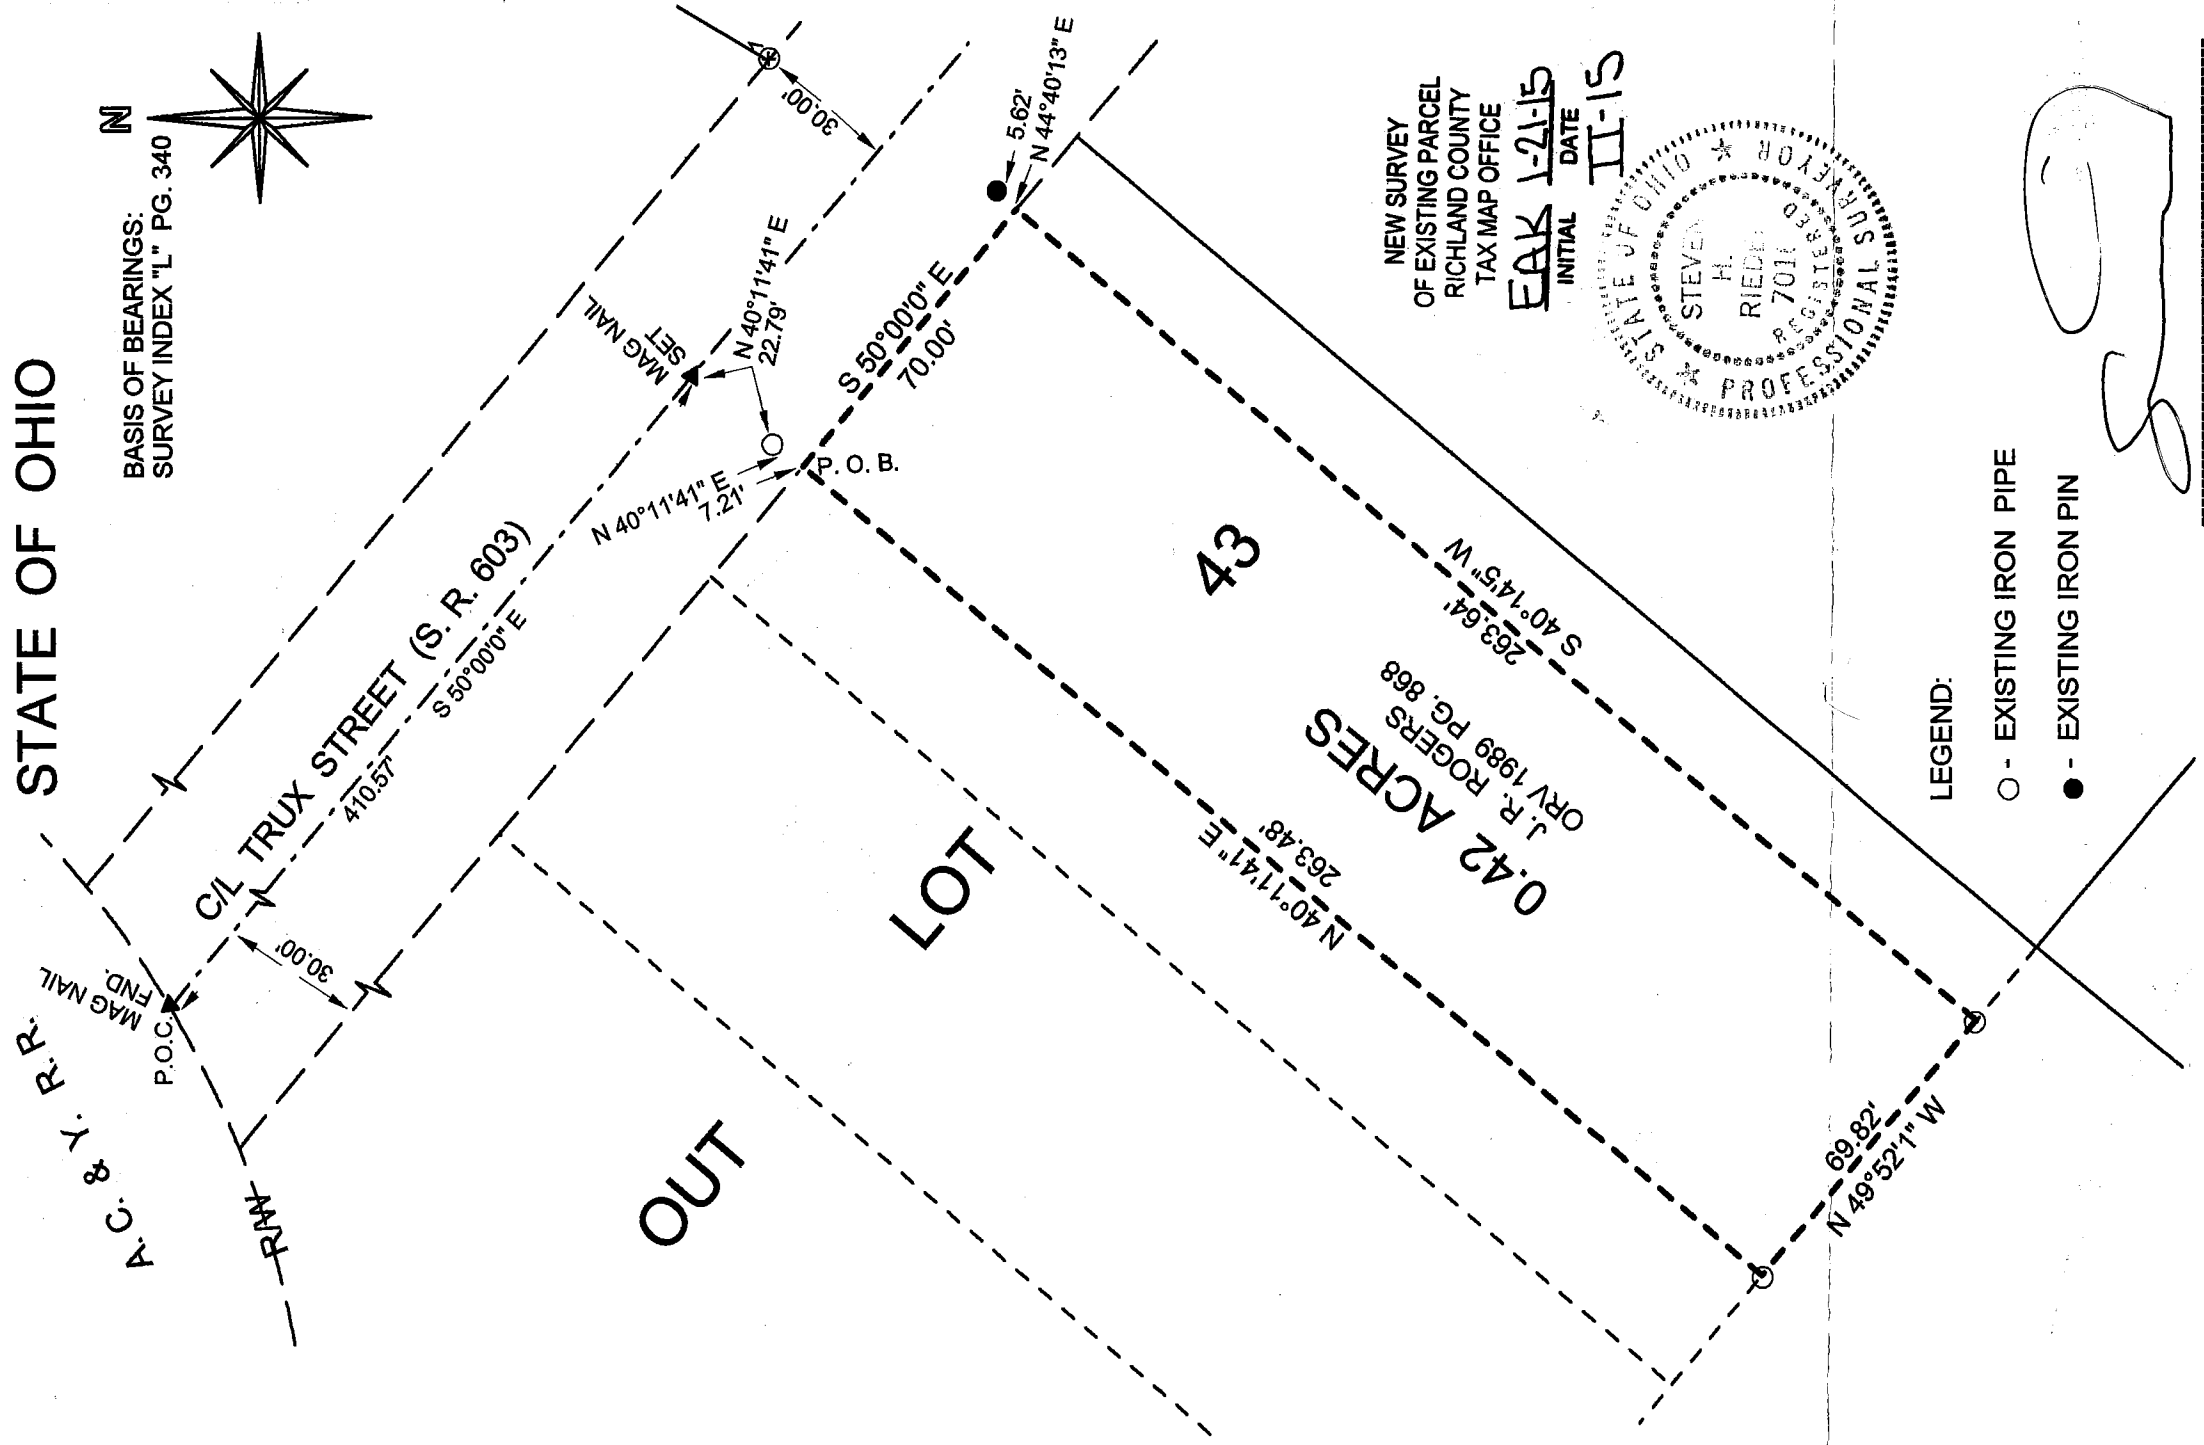 STATE OF OHIO
BASIS OF BEARINGS:
SURVEY INDEX "L" PG. 340
N
A.C. & Y. R.R.
R/W
P.O.C.
MAG NAIL
FND.
30.00'
C/L TRUX STREET (S. R. 603)
410.57'
S 50°00'0" E
MAG NAIL
SET
N 40°11'41" E
22.79'
N 40°11'41" E
7.21'
P. O. B.
30.00'
S 50°00'0" E
70.00'
5.62'
N 44°40'13" E
OUT
LOT
43
N 40°11'41" E
263.48'
0.42 ACRES
J. R. ROGERS
ORV 1989 PG. 868
263.64'
S 40°14'5" W
69.82'
N 49°52'1" W
NEW SURVEY
OF EXISTING PARCEL
RICHLAND COUNTY
TAX MAP OFFICE
EAK 1-21-15
INITIAL DATE
II-15
STATE OF OHIO
STEVEN
H.
REGISTERED
PROFESSIONAL SURVEYOR
LEGEND:
- EXISTING IRON PIPE
- EXISTING IRON PIN